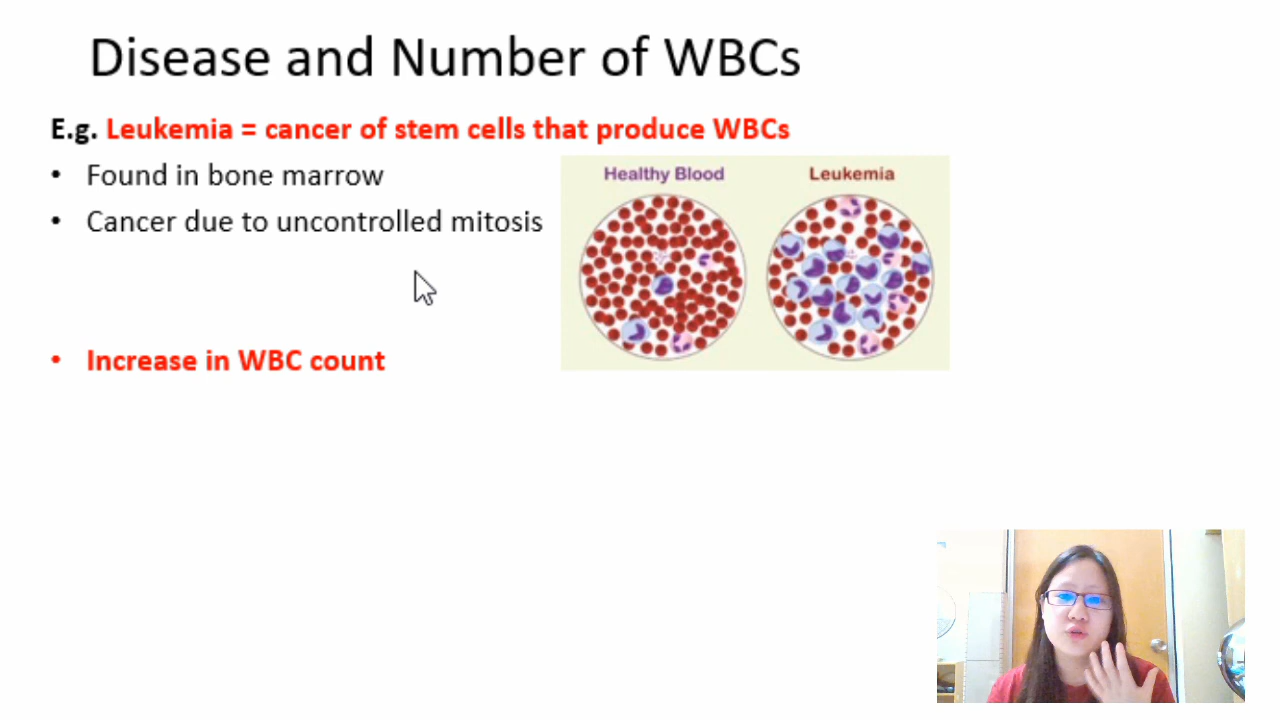 Disease and Number of WBCs
E.g. Leukemia = cancer of stem cells that produce WBCs
• Found in bone marrow
• Cancer due to uncontrolled mitosis
Healthy Blood
Leukemia
• Increase in WBC count